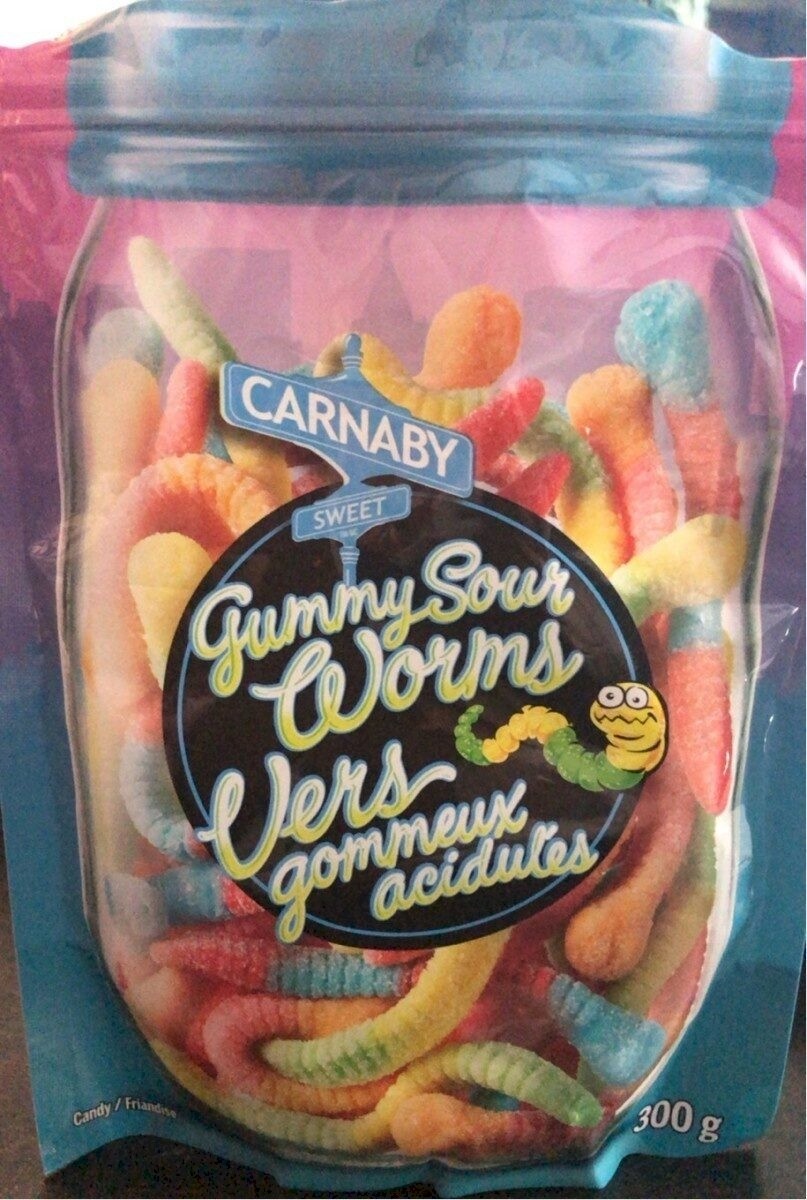 CARNABY
SWEET
Gummy Sour
Worms
Vers
gommeux
acidulés
Candy / Friandise
300 g